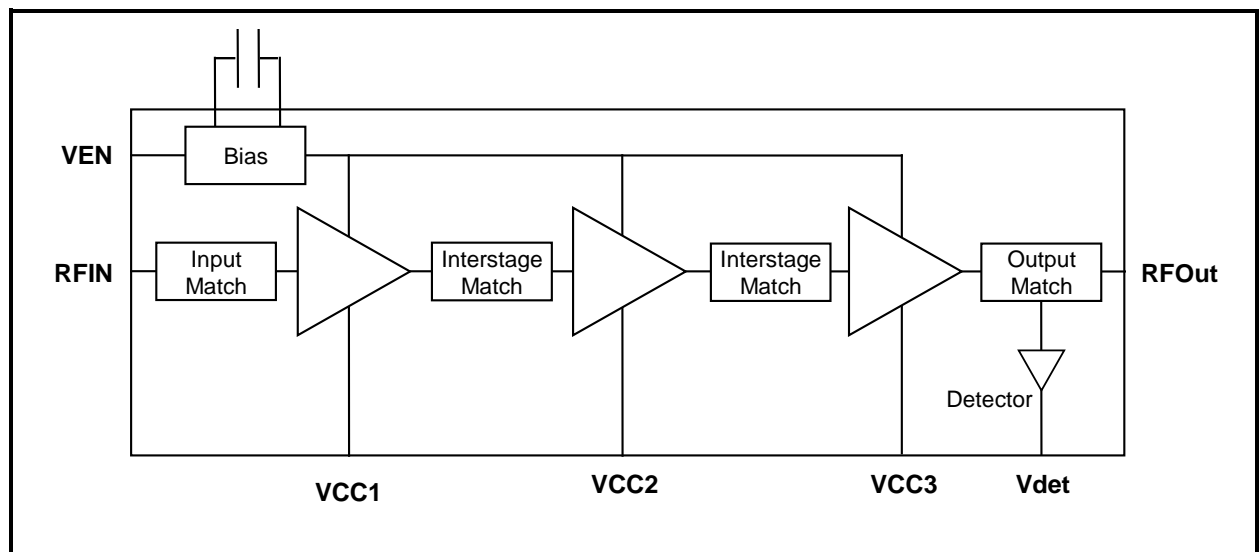 VEN
Bias
RFIN
Input
Match
Interstage
Match
Interstage
Match
Output
Match
RFOut
Detector
VCC1
VCC2
VCC3
Vdet